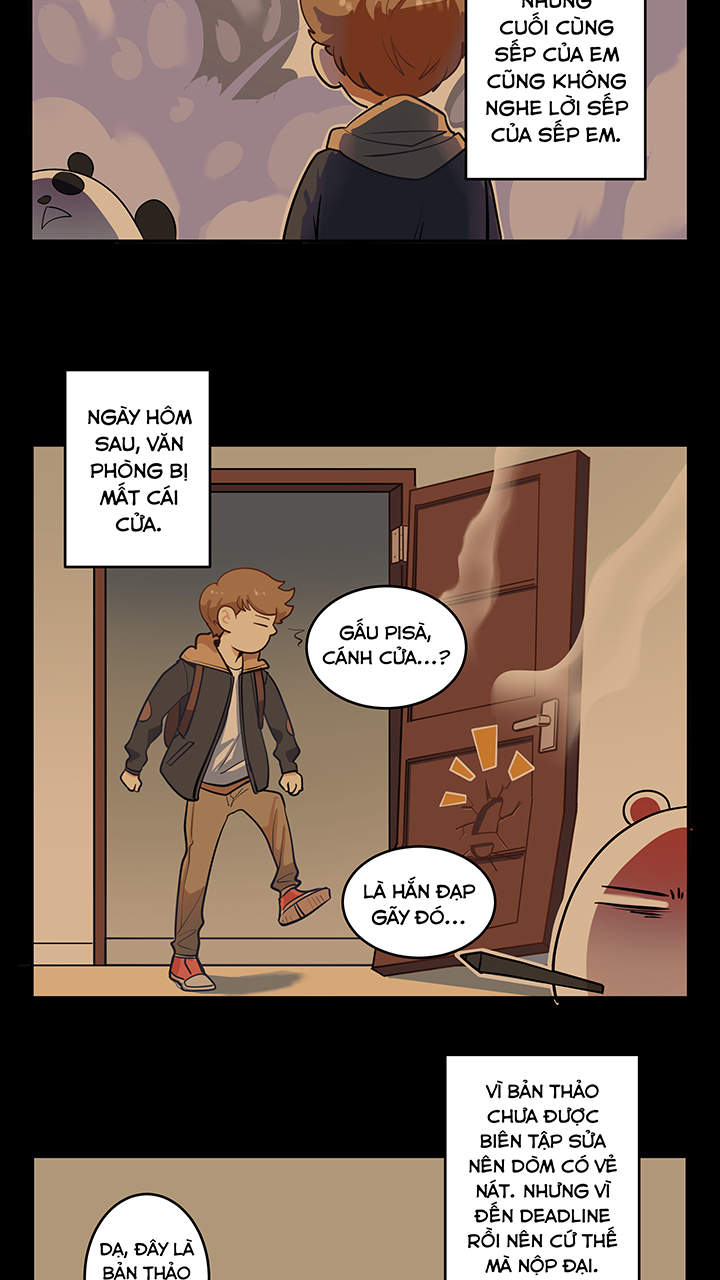 NHƯNG
CUỐI CÙNG
SẾP CỦA EM
CŨNG KHÔNG
NGHE LỜI SẾP
CỦA SẾP EM.
NGÀY HÔM
SAU, VĂN
PHÒNG BỊ
MẤT CÁI
CỬA.
GẤU PISÀ,
CÁNH CỬA...?
LÀ HẮN ĐẠP
GÃY ĐÓ...
VÌ BẢN THẢO
CHƯA ĐƯỢC
BIÊN TẬP SỬA
NÊN DÒM CÓ VẺ
NÁT. NHƯNG VÌ
ĐẾN DEADLINE
RỒI NÊN CỨ THẾ
MÀ NỘP ĐẠI.
DẠ, ĐÂY LÀ
BẢN THẢO